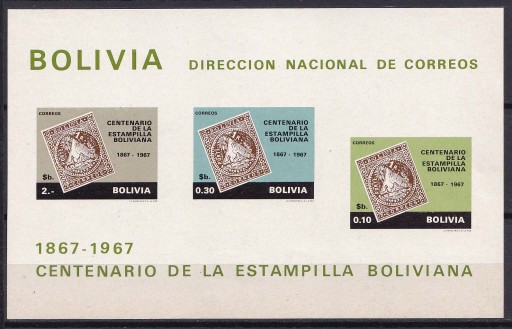 BOLIVIA DIRECCION NACIONAL DE CORREOS
CORREOS
CENTENARIO
DE LA
ESTAMPILLA
BOLIVIANA
1867 - 1967
$b.
2.-
BOLIVIA
CORREOS
CENTENARIO
DE LA
ESTAMPILLA
BOLIVIANA
1867 - 1967
$b.
0.30
BOLIVIA
CORREOS
CENTENARIO
DE LA
ESTAMPILLA
BOLIVIANA
1867 - 1967
$b.
0.10
BOLIVIA
1867-1967
CENTENARIO DE LA ESTAMPILLA BOLIVIANA